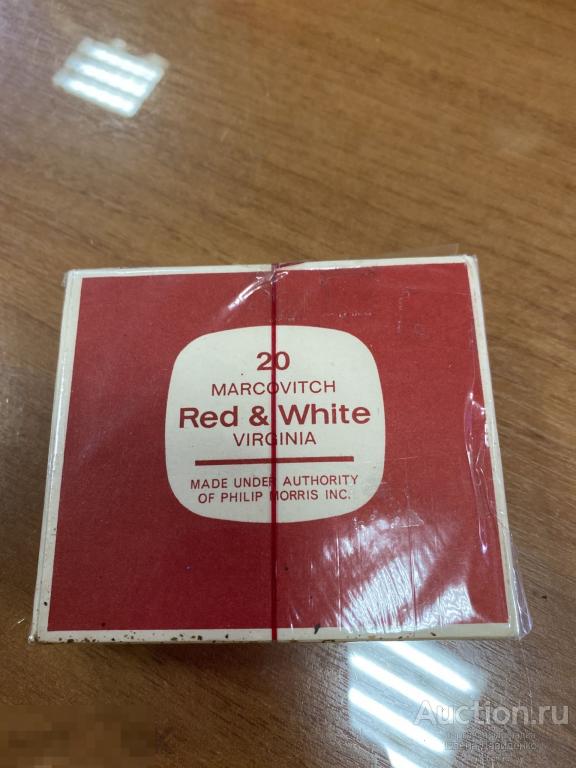 20
MARCOVITCH
Red & White
VIRGINIA
MADE UNDER AUTHORITY
OF PHILIP MORRIS INC.
Auction.ru